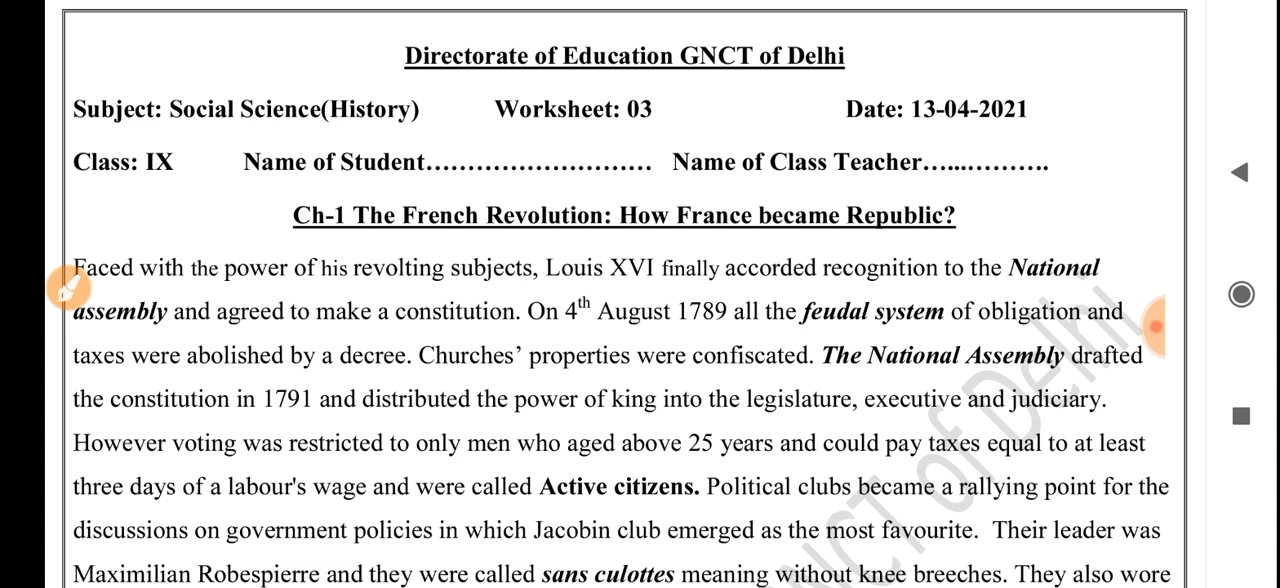 Directorate of Education GNCT of Delhi
Subject: Social Science(History) Worksheet: 03 Date: 13-04-2021
Class: IX Name of Student………………………. Name of Class Teacher…...……….
Ch-1 The French Revolution: How France became Republic?
Faced with the power of his revolting subjects, Louis XVI finally accorded recognition to the National
assembly and agreed to make a constitution. On 4th August 1789 all the feudal system of obligation and
taxes were abolished by a decree. Churches’ properties were confiscated. The National Assembly drafted
the constitution in 1791 and distributed the power of king into the legislature, executive and judiciary.
However voting was restricted to only men who aged above 25 years and could pay taxes equal to at least
three days of a labour's wage and were called Active citizens. Political clubs became a rallying point for the
discussions on government policies in which Jacobin club emerged as the most favourite. Their leader was
Maximilian Robespierre and they were called sans culottes meaning without knee breeches. They also wore
NCT of Delhi